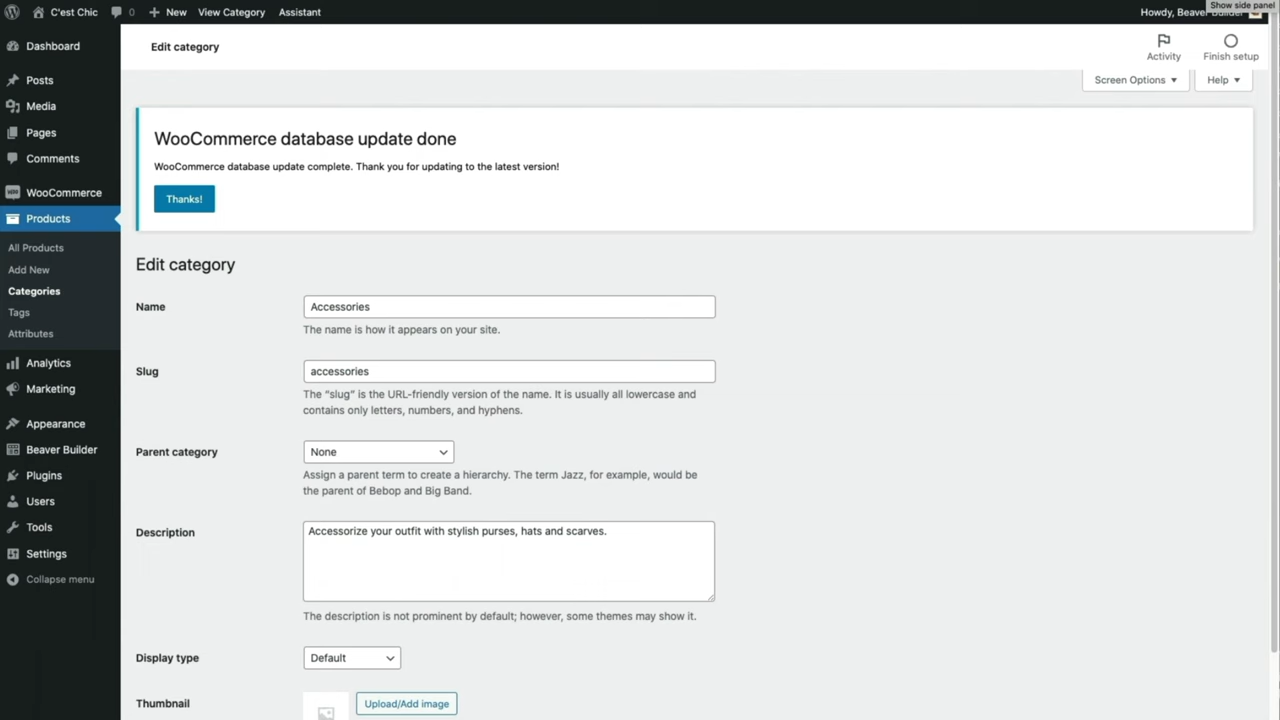 Show side panel
C'est Chic
0
New
View Category
Assistant
Howdy, Beaver Builder
Dashboard
Posts
Media
Pages
Comments
WooCommerce
Products
All Products
Add New
Categories
Tags
Attributes
Analytics
Marketing
Appearance
Beaver Builder
Plugins
Users
Tools
Settings
Collapse menu
Edit category
Activity
Finish setup
Screen Options
Help
WooCommerce database update done
WooCommerce database update complete. Thank you for updating to the latest version!
Thanks!
Edit category
Name
Accessories
The name is how it appears on your site.
Slug
accessories
The “slug” is the URL-friendly version of the name. It is usually all lowercase and
contains only letters, numbers, and hyphens.
Parent category
None
Assign a parent term to create a hierarchy. The term Jazz, for example, would be
the parent of Bebop and Big Band.
Description
Accessorize your outfit with stylish purses, hats and scarves.
The description is not prominent by default; however, some themes may show it.
Display type
Default
Thumbnail
Upload/Add image